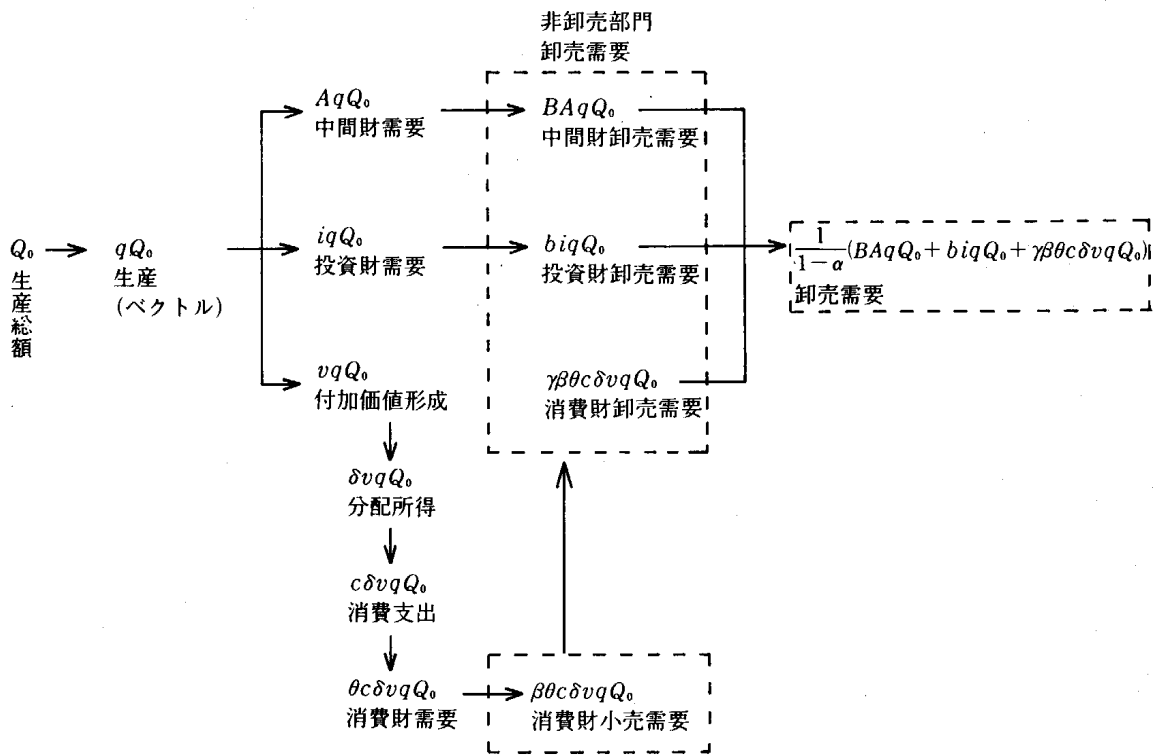 非卸売部門
卸売需要
AqQ₀
中間財需要
BAqQ₀
中間財卸売需要
Q₀
生産総額
qQ₀
生産
(ベクトル)
iqQ₀
投資財需要
biqQ₀
投資財卸売需要
1/(1-α)(BAqQ₀+biqQ₀+γβθcδvqQ₀)
卸売需要
vqQ₀
付加価値形成
γβθcδvqQ₀
消費財卸売需要
δvqQ₀
分配所得
cδvqQ₀
消費支出
θcδvqQ₀
消費財需要
βθcδvqQ₀
消費財小売需要